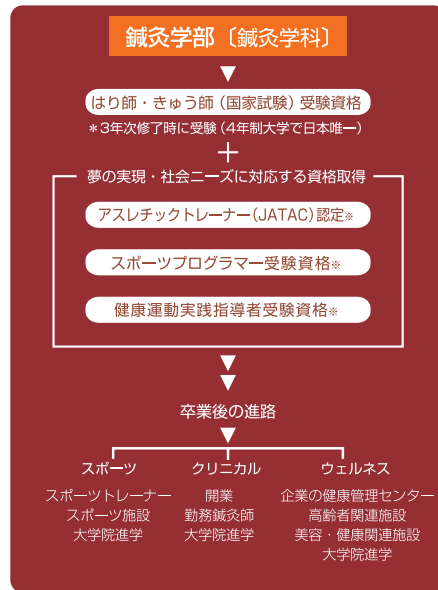 鍼灸学部〔鍼灸学科〕
はり師・きゅう師(国家試験)受験資格
＊3年次修了時に受験(4年制大学で日本唯一)
＋
夢の実現・社会ニーズに対応する資格取得
アスレチックトレーナー(JATAC)認定※
スポーツプログラマー受験資格※
健康運動実践指導者受験資格※
卒業後の進路
スポーツ
スポーツトレーナー
スポーツ施設
大学院進学
クリニカル
開業
勤務鍼灸師
大学院進学
ウェルネス
企業の健康管理センター
高齢者関連施設
美容・健康関連施設
大学院進学